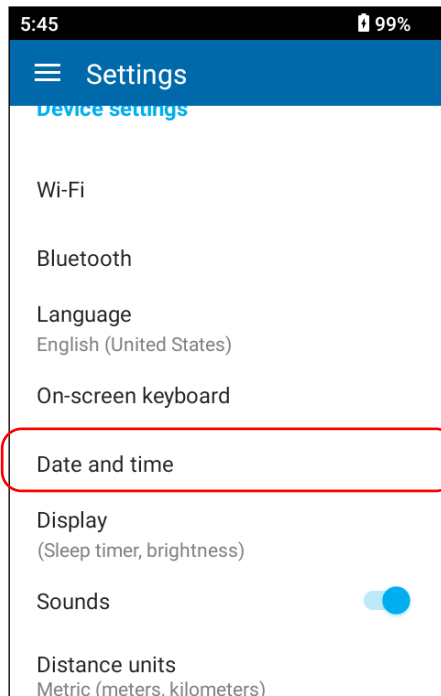 5:45 99%
Settings
Device settings
Wi-Fi
Bluetooth
Language
English (United States)
On-screen keyboard
Date and time
Display
(Sleep timer, brightness)
Sounds
Distance units
Metric (meters, kilometers)